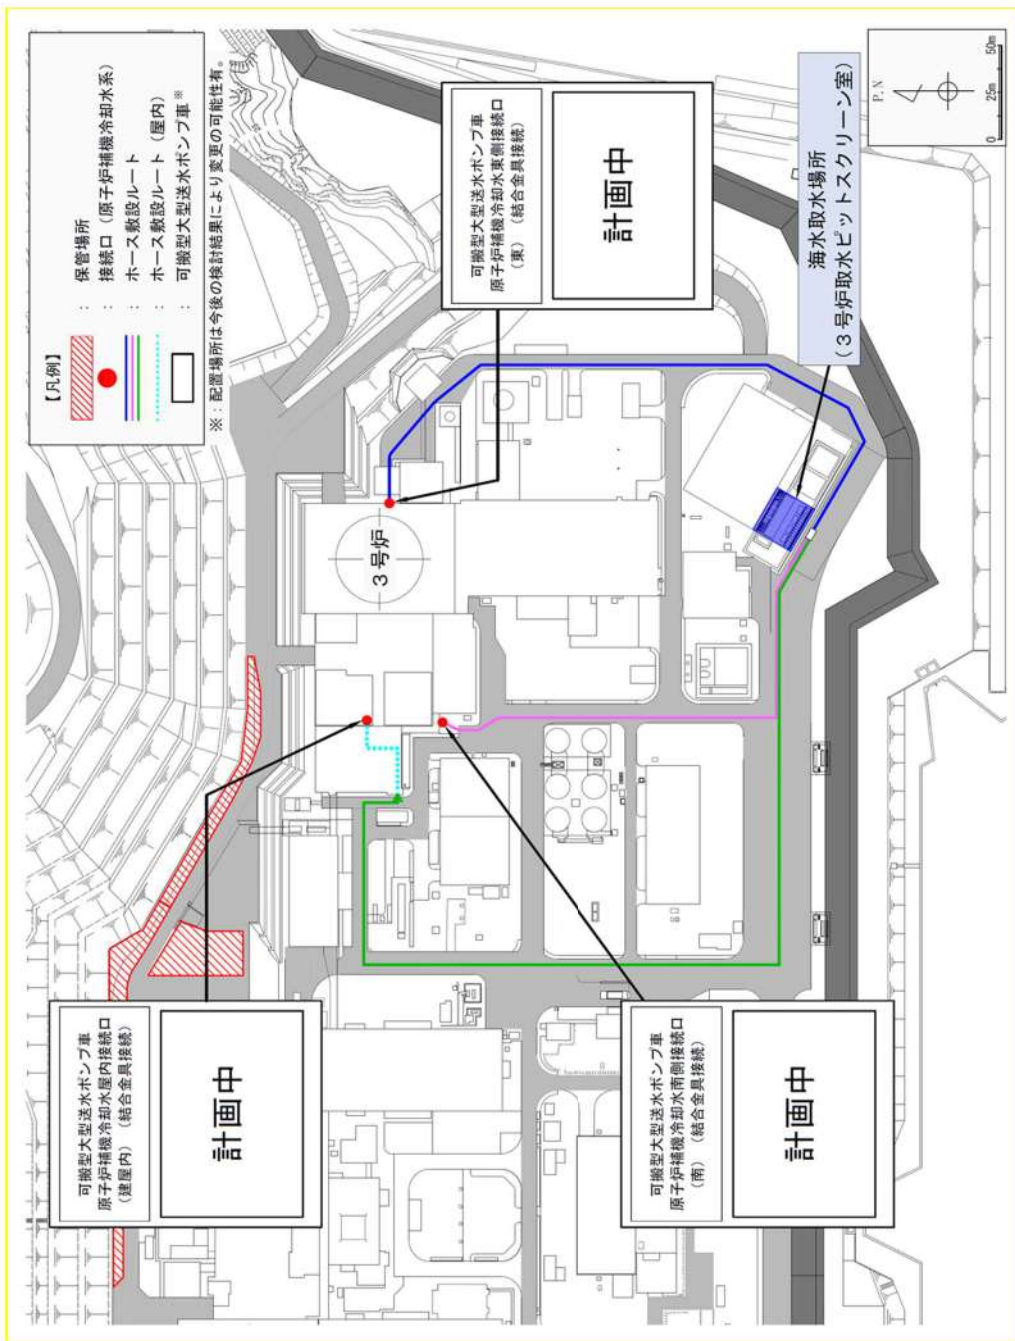 【凡例】
： 保管場所
： 接続口（原子炉補機冷却水系）
： ホース敷設ルート
： ホース敷設ルート（屋内）
： 可搬型大型送水ポンプ車※
※：配置場所は今後の検討結果により変更の可能性有。
可搬型大型送水ポンプ車
原子炉補機冷却水屋内接続口
（建屋内）（結合金具接続）
計画中
3号炉
可搬型大型送水ポンプ車
原子炉補機冷却水東側接続口
（東）（結合金具接続）
計画中
可搬型大型送水ポンプ車
原子炉補機冷却水南側接続口
（南）（結合金具接続）
計画中
海水取水場所
（3号炉取水ピットスクリーン室）
P.N
0 25m 50m